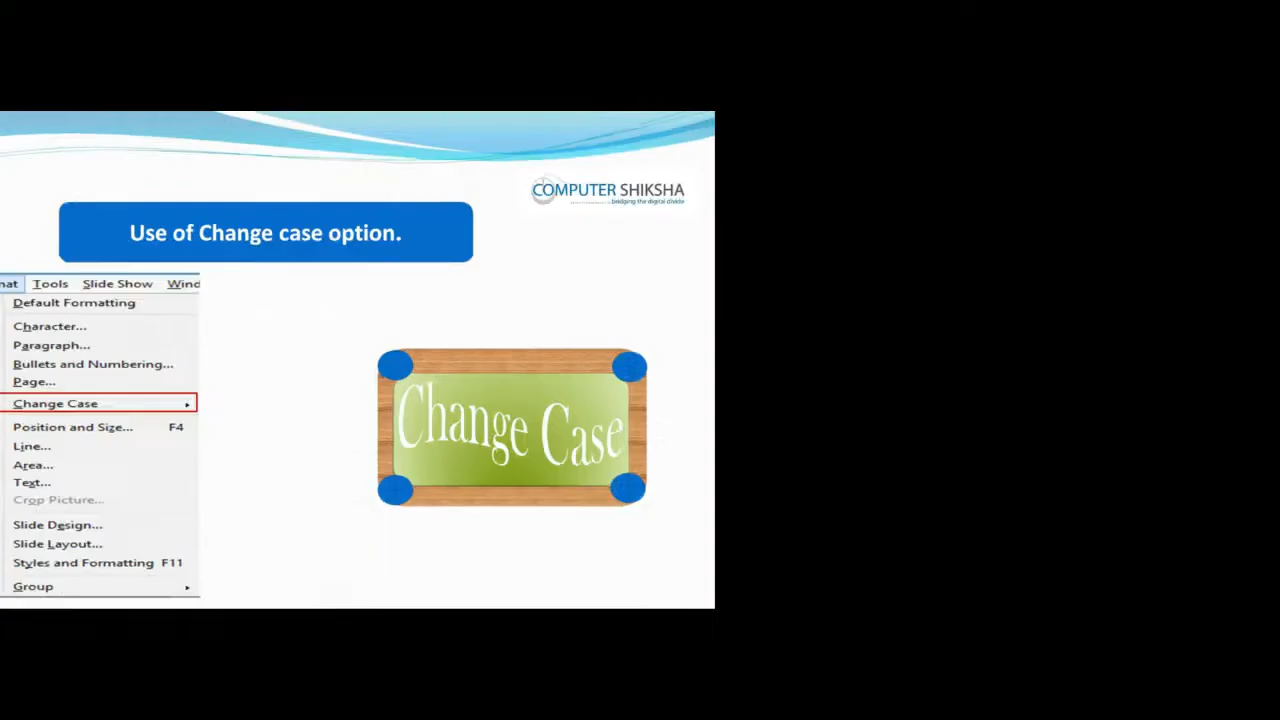 COMPUTER SHIKSHA
bridging the digital divide
Use of Change case option.
mat Tools Slide Show Wind
Default Formatting
Character...
Paragraph...
Bullets and Numbering...
Page...
Change Case
Position and Size... F4
Line...
Area...
Text...
Crop Picture...
Slide Design...
Slide Layout...
Styles and Formatting F11
Group
Change Case